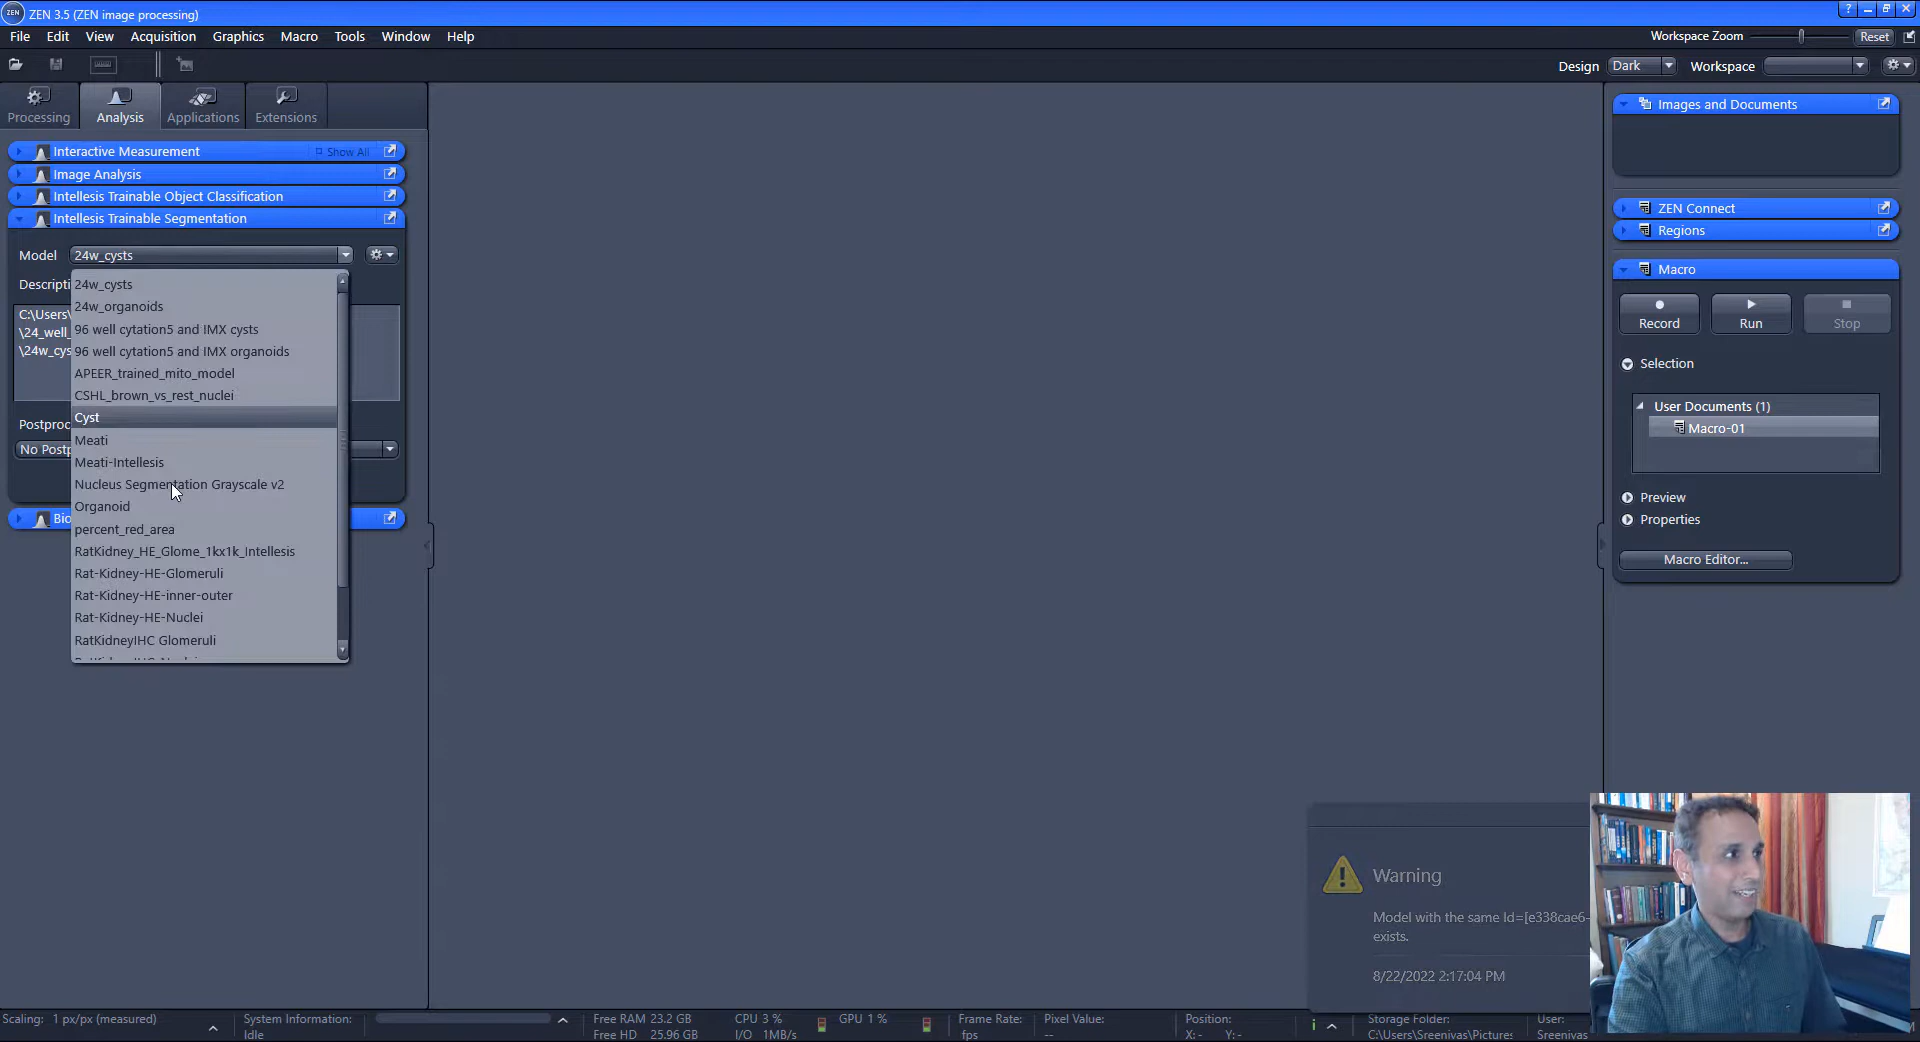 ZEN
ZEN 3.5 (ZEN image processing)
File Edit View Acquisition Graphics Macro Tools Window Help
Workspace Zoom Reset
Design Dark Workspace
Processing Analysis Applications Extensions
Interactive Measurement Show All
Image Analysis
Intellesis Trainable Object Classification
Intellesis Trainable Segmentation
Model 24w_cysts
Descripti
C:\Users\
\24_well_
\24w_cys
Postproc
No Postp
24w_cysts
24w_organoids
96 well cytation5 and IMX cysts
96 well cytation5 and IMX organoids
APEER_trained_mito_model
CSHL_brown_vs_rest_nuclei
Cyst
Meati
Meati-Intellesis
Nucleus Segmentation Grayscale v2
Organoid
percent_red_area
RatKidney_HE_Glome_1kx1k_Intellesis
Rat-Kidney-HE-Glomeruli
Rat-Kidney-HE-inner-outer
Rat-Kidney-HE-Nuclei
RatKidneyIHC Glomeruli
Bio
Images and Documents
ZEN Connect
Regions
Macro
Record Run Stop
Selection
User Documents (1)
Macro-01
Preview
Properties
Macro Editor...
Warning
Model with the same Id=[e338cae6-
exists.
8/22/2022 2:17:04 PM
Scaling: 1 px/px (measured)
System Information:
Idle
Free RAM 23.2 GB
Free HD 25.96 GB
CPU 3 %
I/O 1MB/s
GPU 1 %
Frame Rate:
fps
Pixel Value:
--
Position:
X: - Y: -
Storage Folder:
C:\Users\Sreenivas\Pictures
User:
Sreenivas